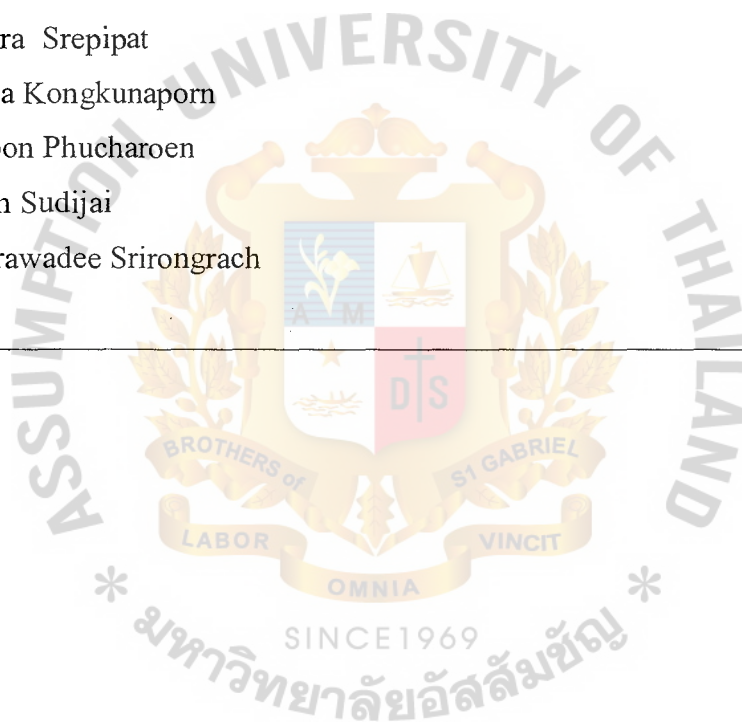 ra Srepipat
a Kongkunaporn
oon Phucharoen
n Sudijai
rawadee Srirongrach
ASSUMPTION UNIVERSITY OF THAILAND
A M
D S
BROTHERS of
S1 GABRIEL
LABOR
VINCIT
OMNIA
* SINCE1969 *
มหาวิทยาลัยอัสสัมชัญ